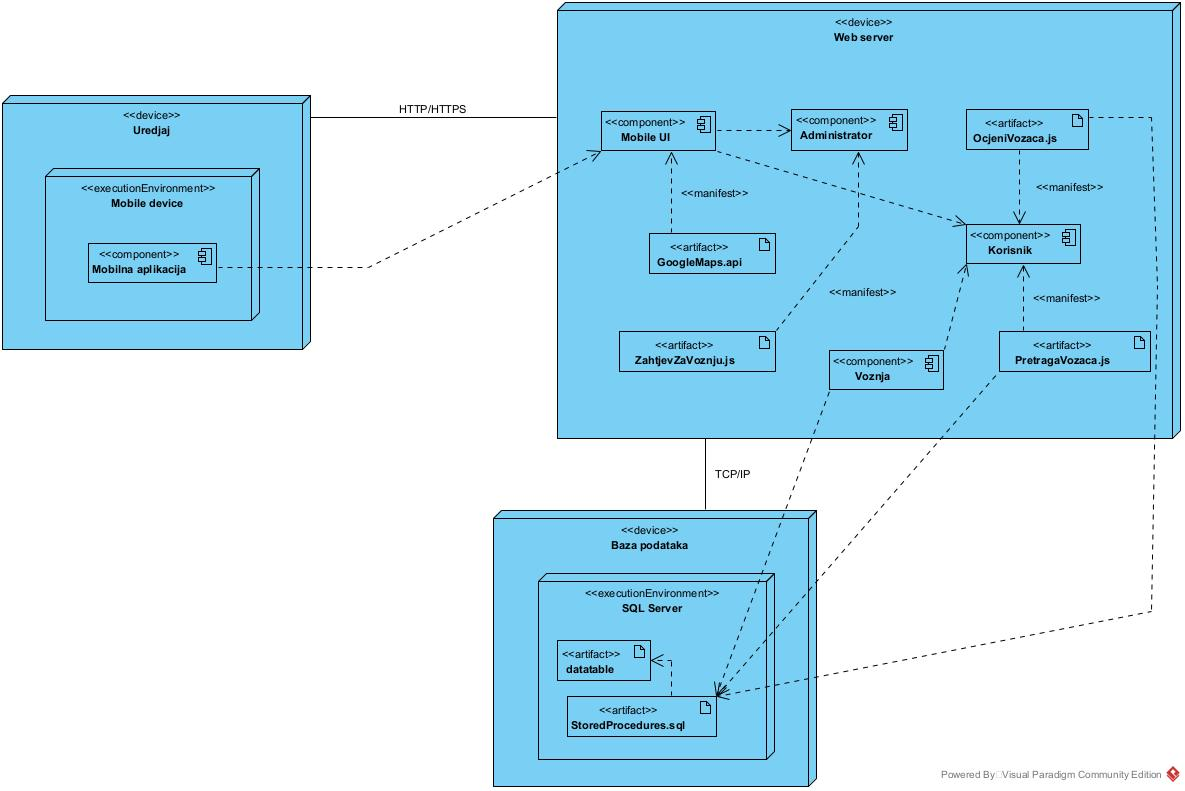 <<device>>
Web server
<<component>>
Mobile UI
<<component>>
Administrator
<<artifact>>
OcjeniVozaca.js
HTTP/HTTPS
<<device>>
Uredjaj
<<executionEnvironment>>
Mobile device
<<component>>
Mobilna aplikacija
<<manifest>>
<<manifest>>
<<component>>
Korisnik
<<artifact>>
GoogleMaps.api
<<manifest>>
<<manifest>>
<<artifact>>
ZahtjevZaVoznju.js
<<component>>
Voznja
<<artifact>>
PretragaVozaca.js
TCP/IP
<<device>>
Baza podataka
<<executionEnvironment>>
SQL Server
<<artifact>>
datatable
<<artifact>>
StoredProcedures.sql
Powered By Visual Paradigm Community Edition